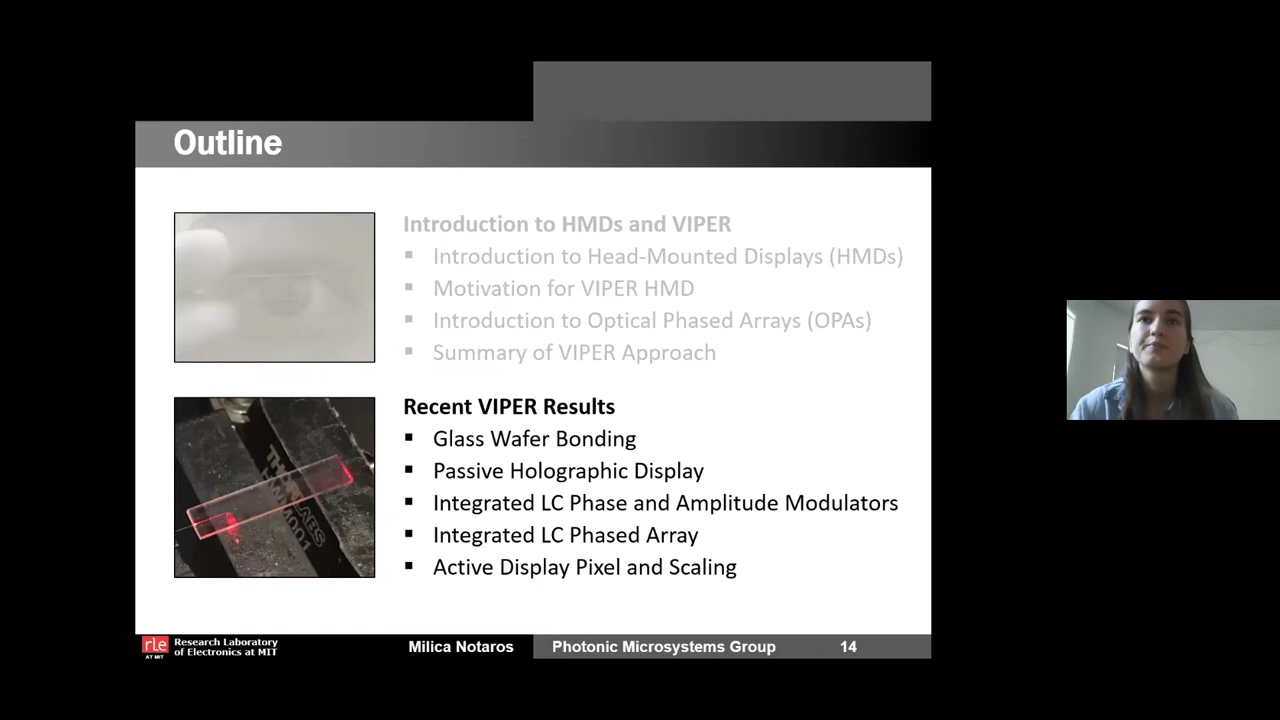 Outline
Introduction to HMDs and VIPER
▪ Introduction to Head-Mounted Displays (HMDs)
▪ Motivation for VIPER HMD
▪ Introduction to Optical Phased Arrays (OPAs)
▪ Summary of VIPER Approach
Recent VIPER Results
▪ Glass Wafer Bonding
▪ Passive Holographic Display
▪ Integrated LC Phase and Amplitude Modulators
▪ Integrated LC Phased Array
▪ Active Display Pixel and Scaling
rle
AT MIT
Research Laboratory
of Electronics at MIT
Milica Notaros
Photonic Microsystems Group
14